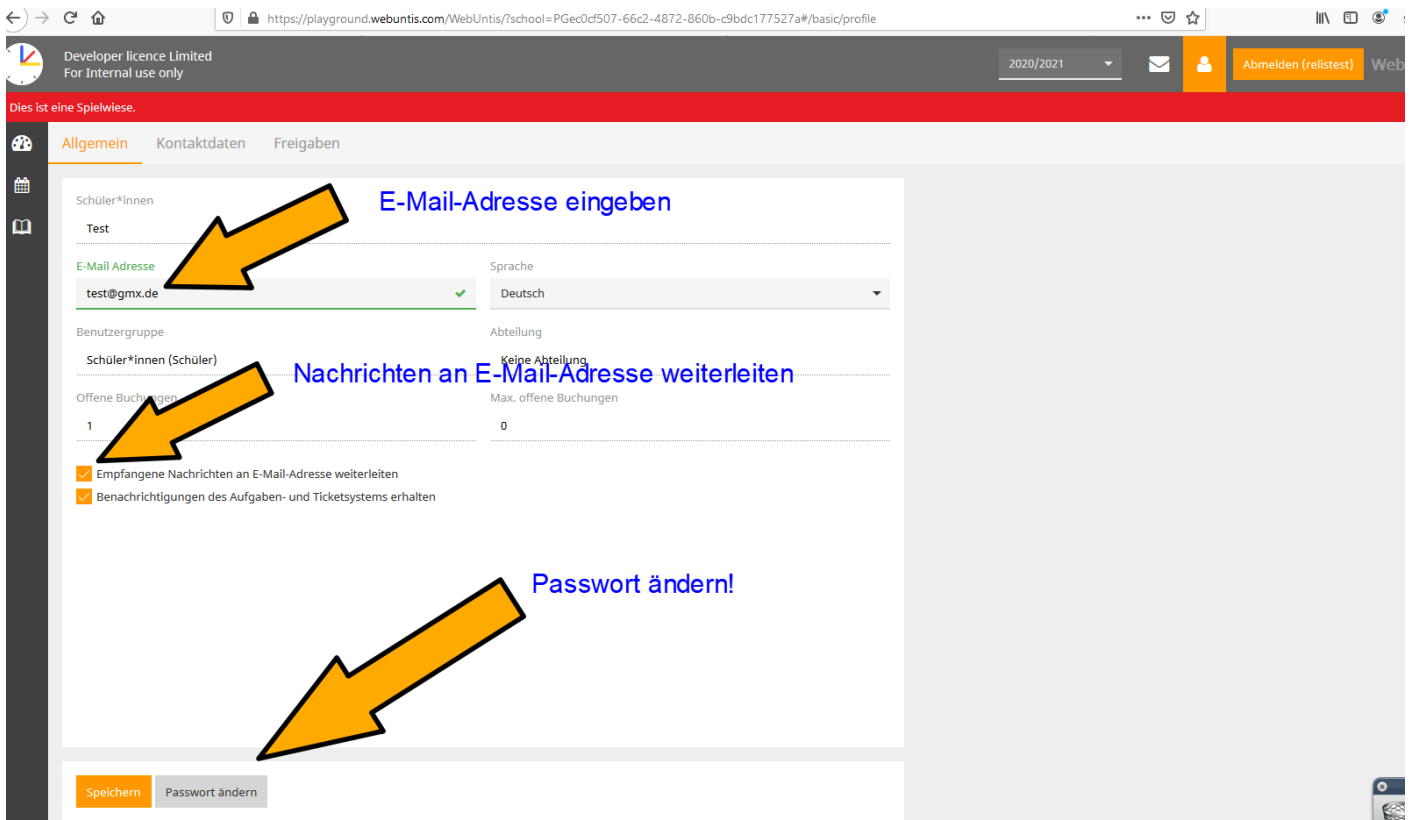 https://playground.webuntis.com/WebUntis/?school=PGec0cf507-66c2-4872-860b-c9bdc177527a#/basic/profile
Developer licence Limited
For Internal use only
2020/2021
Abmelden (relistest)
Web
Dies ist eine Spielwiese.
Allgemein Kontaktdaten Freigaben
E-Mail-Adresse eingeben
Schüler*innen
Test
E-Mail Adresse Sprache
test@gmx.de Deutsch
Benutzergruppe Abteilung
Schüler*innen (Schüler) Keine Abteilung
Nachrichten an E-Mail-Adresse weiterleiten
Offene Buchungen Max. offene Buchungen
1 0
Empfangene Nachrichten an E-Mail-Adresse weiterleiten
Benachrichtigungen des Aufgaben- und Ticketsystems erhalten
Passwort ändern!
Speichern Passwort ändern